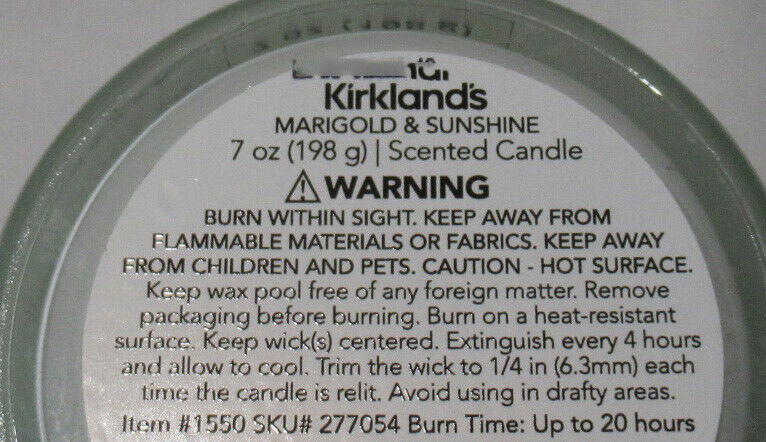 Kirkland's
MARIGOLD & SUNSHINE
7 oz (198 g) | Scented Candle
⚠ WARNING
BURN WITHIN SIGHT. KEEP AWAY FROM
FLAMMABLE MATERIALS OR FABRICS. KEEP AWAY
FROM CHILDREN AND PETS. CAUTION - HOT SURFACE.
Keep wax pool free of any foreign matter. Remove
packaging before burning. Burn on a heat-resistant
surface. Keep wick(s) centered. Extinguish every 4 hours
and allow to cool. Trim the wick to 1/4 in (6.3mm) each
time the candle is relit. Avoid using in drafty areas.
Item #1550 SKU# 277054 Burn Time: Up to 20 hours